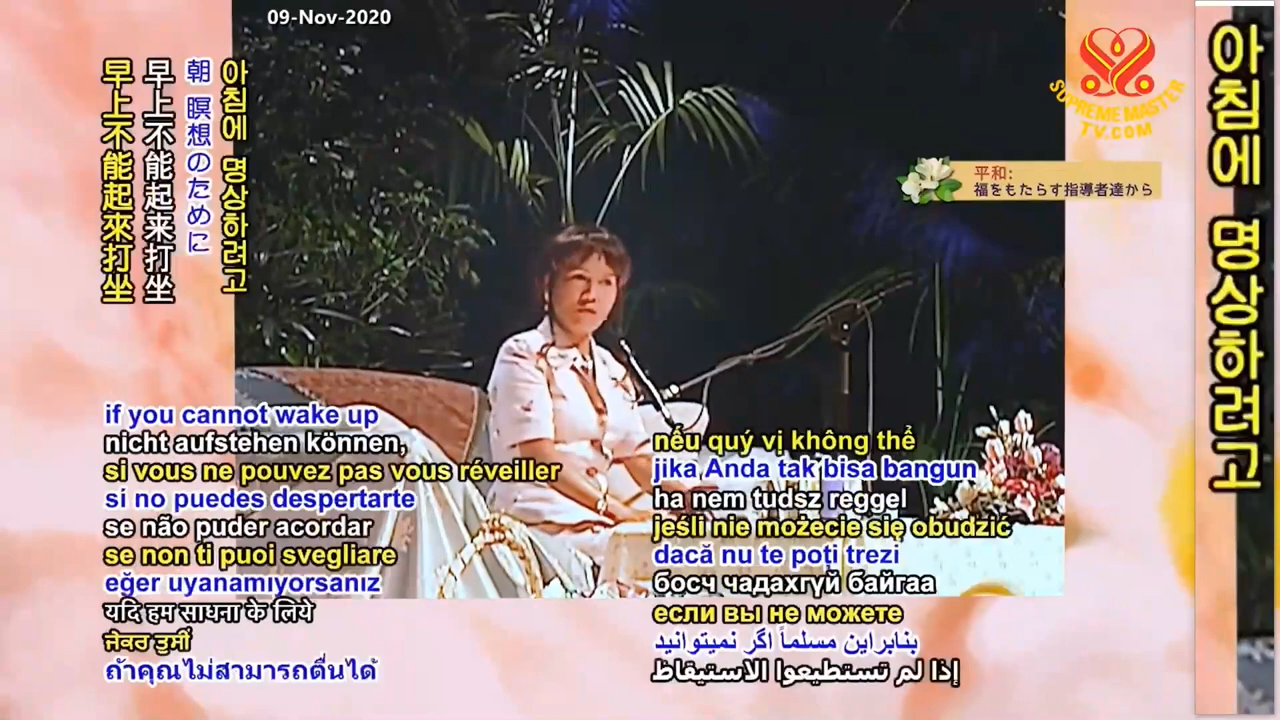 09-Nov-2020
SUPREME MASTER
TV.COM
平和:
福をもたらす指導者達から
아침에 명상하려고
朝 瞑想のために
早上不能起来打坐
早上不能起來打坐
아침에 명상하려고
if you cannot wake up
nicht aufstehen können,
si vous ne pouvez pas vous réveiller
si no puedes despertarte
se não puder acordar
se non ti puoi svegliare
eğer uyanamıyorsanız
यदि हम साधना के लिये
ਜੇਕਰ ਤੁਸੀਂ
ถ้าคุณไม่สามารถตื่นได้
nếu quý vị không thể
jika Anda tak bisa bangun
ha nem tudsz reggel
jeśli nie możecie się obudzić
dacă nu te poți trezi
босч чадахгүй байгаа
если вы не можете
بنابراین مسلماً اگر نمیتوانید
إذا لم تستطيعوا الاستيقاظ